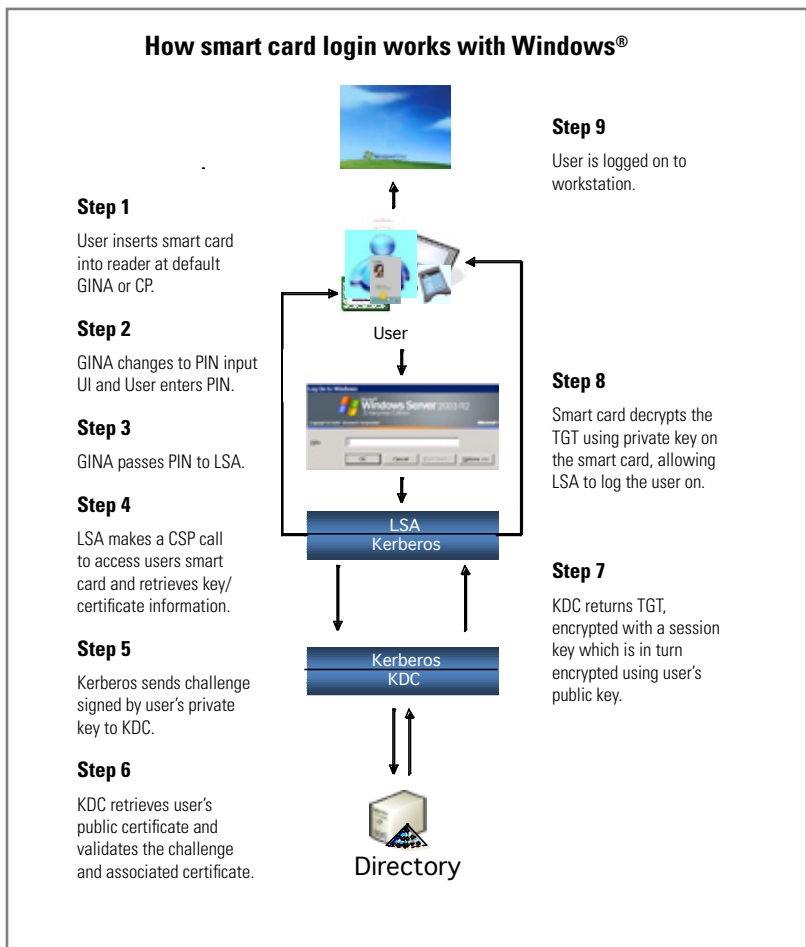 How smart card login works with Windows®
Step 1
User inserts smart card
into reader at default
GINA or CP.
Step 2
GINA changes to PIN input
UI and User enters PIN.
Step 3
GINA passes PIN to LSA.
Step 4
LSA makes a CSP call
to access users smart
card and retrieves key/
certificate information.
Step 5
Kerberos sends challenge
signed by user's private
key to KDC.
Step 6
KDC retrieves user's
public certificate and
validates the challenge
and associated certificate.
User
Log On to Windows
Windows Server 2003 R2
OK
Cancel
LSA
Kerberos
Kerberos
KDC
Directory
Step 9
User is logged on to
workstation.
Step 8
Smart card decrypts the
TGT using private key on
the smart card, allowing
LSA to log the user on.
Step 7
KDC returns TGT,
encrypted with a session
key which is in turn
encrypted using user's
public key.